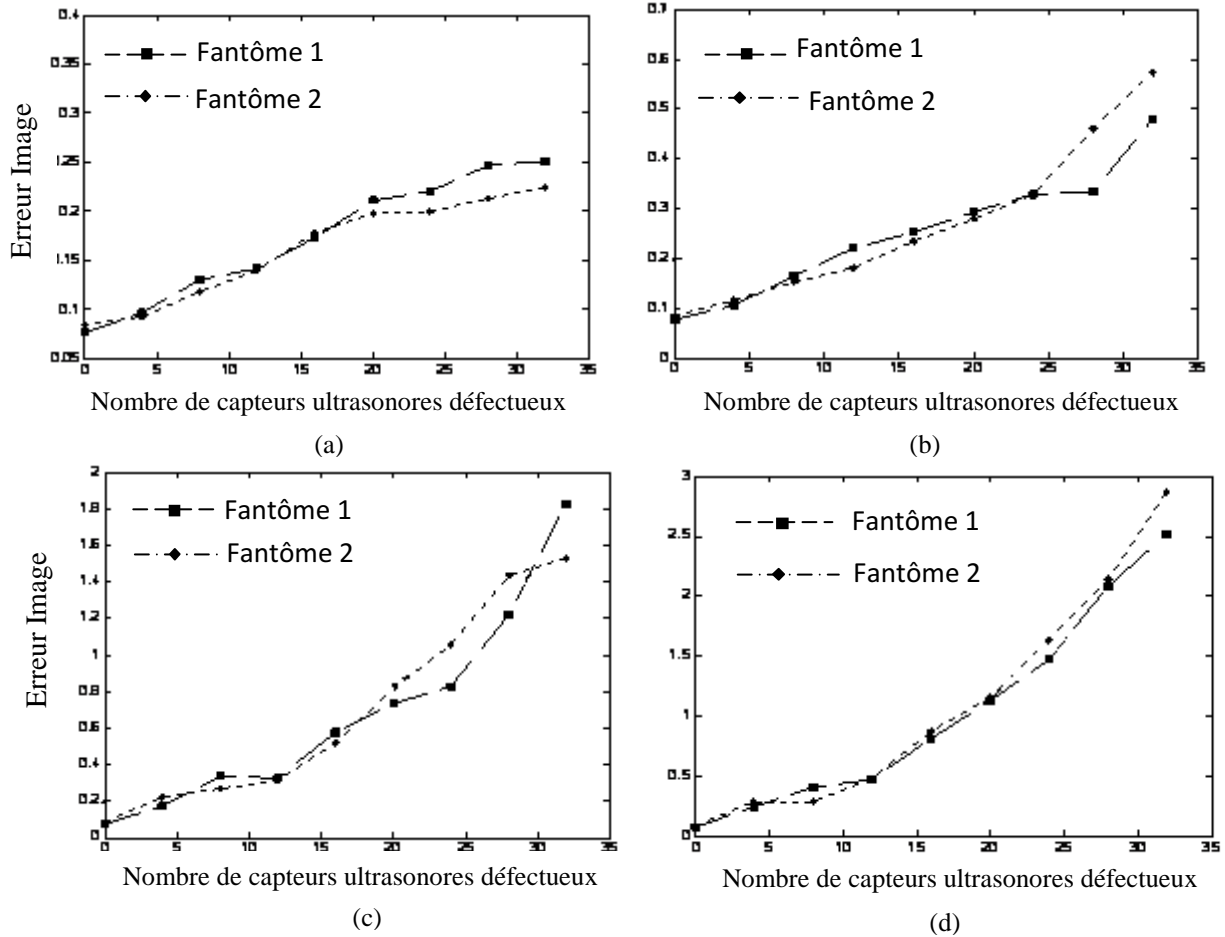 0.4
0.35
0.3
0.25
0.2
0.15
0.1
0.05
0 5 10 15 20 25 30 35
Fantôme 1
Fantôme 2
Erreur Image
Nombre de capteurs ultrasonores défectueux
(a)
0.7
0.6
0.5
0.4
0.3
0.2
0.1
0
0 5 10 15 20 25 30 35
Fantôme 1
Fantôme 2
Nombre de capteurs ultrasonores défectueux
(b)
2
1.8
1.6
1.4
1.2
1
0.8
0.6
0.4
0.2
0
0 5 10 15 20 25 30 35
Fantôme 1
Fantôme 2
Erreur Image
Nombre de capteurs ultrasonores défectueux
(c)
3
2.5
2
1.5
1
0.5
0
0 5 10 15 20 25 30 35
Fantôme 1
Fantôme 2
Nombre de capteurs ultrasonores défectueux
(d)